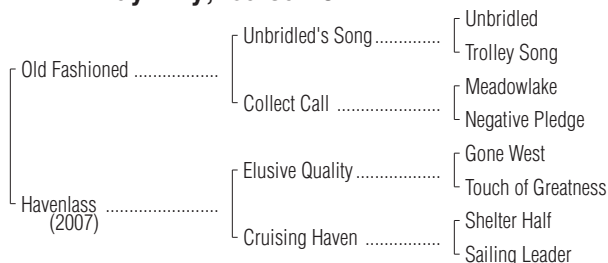 Unbridled
Unbridled's Song
Trolley Song
Old Fashioned
Meadowlake
Collect Call
Negative Pledge
Gone West
Elusive Quality
Touch of Greatness
Havenlass
(2007)
Shelter Half
Cruising Haven
Sailing Leader